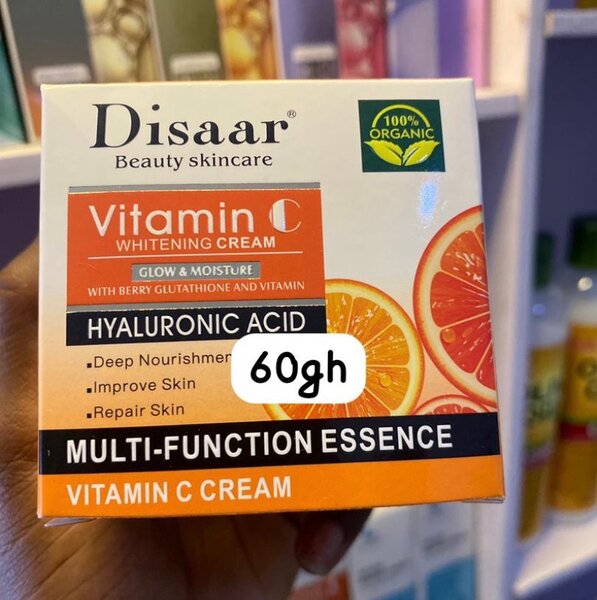 Disaar®
Beauty skincare
100%
ORGANIC
Vitamin C
WHITENING CREAM
GLOW & MOISTURE
WITH BERRY GLUTATHIONE AND VITAMIN
HYALURONIC ACID
▪Deep Nourishmen
60gh
▪Improve Skin
▪Repair Skin
MULTI-FUNCTION ESSENCE
VITAMIN C CREAM